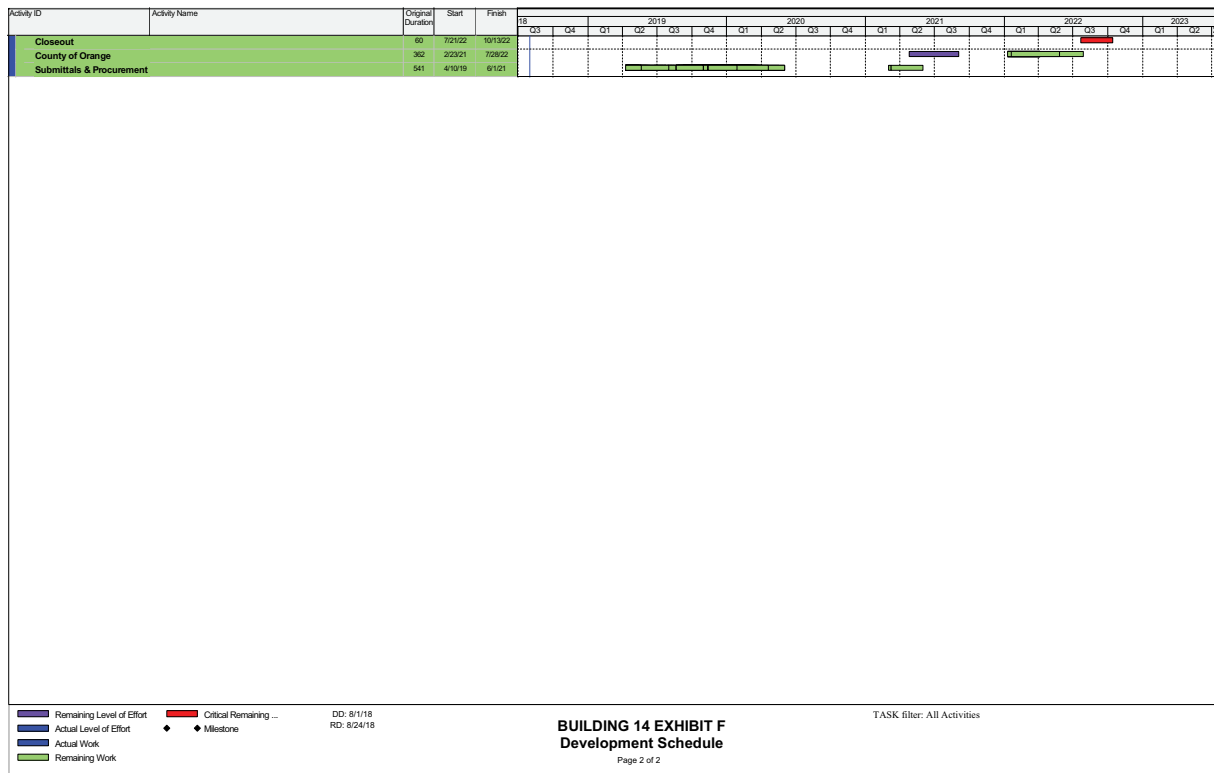 Activity ID Activity Name Original Duration Start Finish
18 2019 2020 2021 2022 2023
Q3 Q4 Q1 Q2 Q3 Q4 Q1 Q2 Q3 Q4 Q1 Q2 Q3 Q4 Q1 Q2 Q3 Q4 Q1 Q2
Closeout 60 7/21/22 10/13/22
County of Orange 362 2/23/21 7/28/22
Submittals & Procurement 541 4/10/19 6/1/21
Remaining Level of Effort
Actual Level of Effort
Actual Work
Remaining Work
Critical Remaining ...
Milestone
DD: 8/1/18
RD: 8/24/18
BUILDING 14 EXHIBIT F
Development Schedule
Page 2 of 2
TASK filter: All Activities